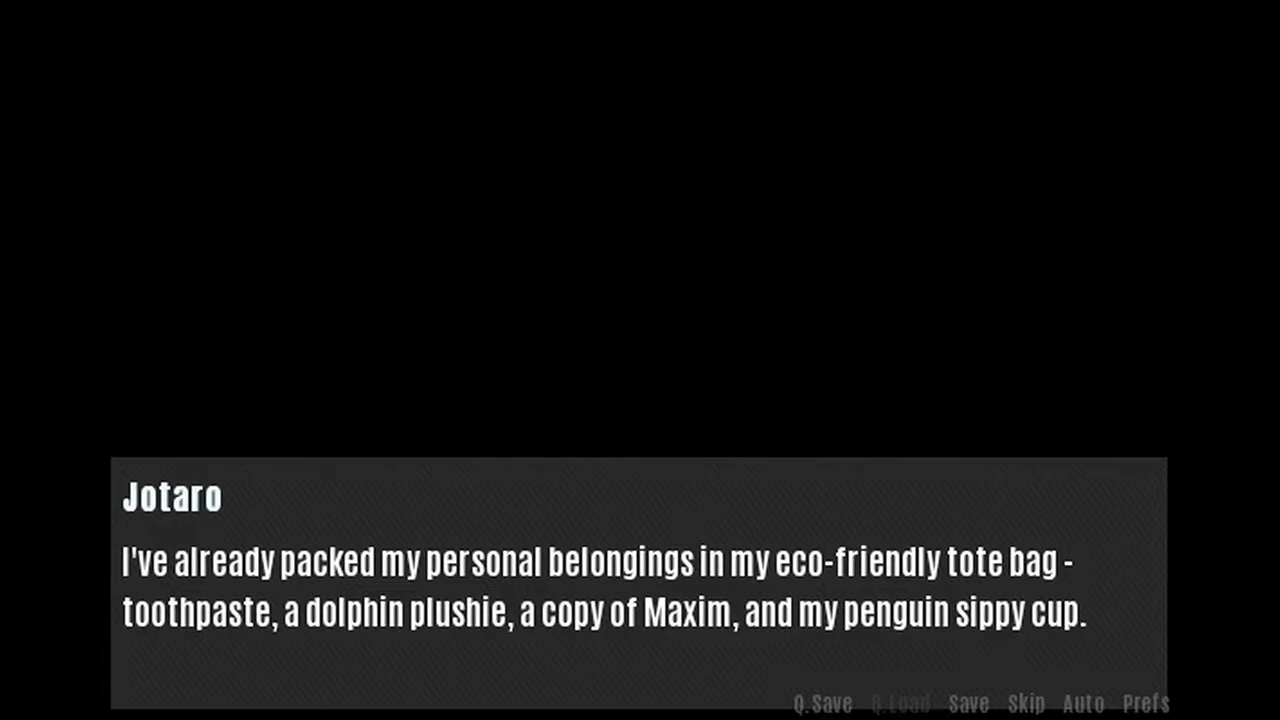 Jotaro
I've already packed my personal belongings in my eco-friendly tote bag -
toothpaste, a dolphin plushie, a copy of Maxim, and my penguin sippy cup.
Q.Save Q.Load Save Skip Auto Prefs